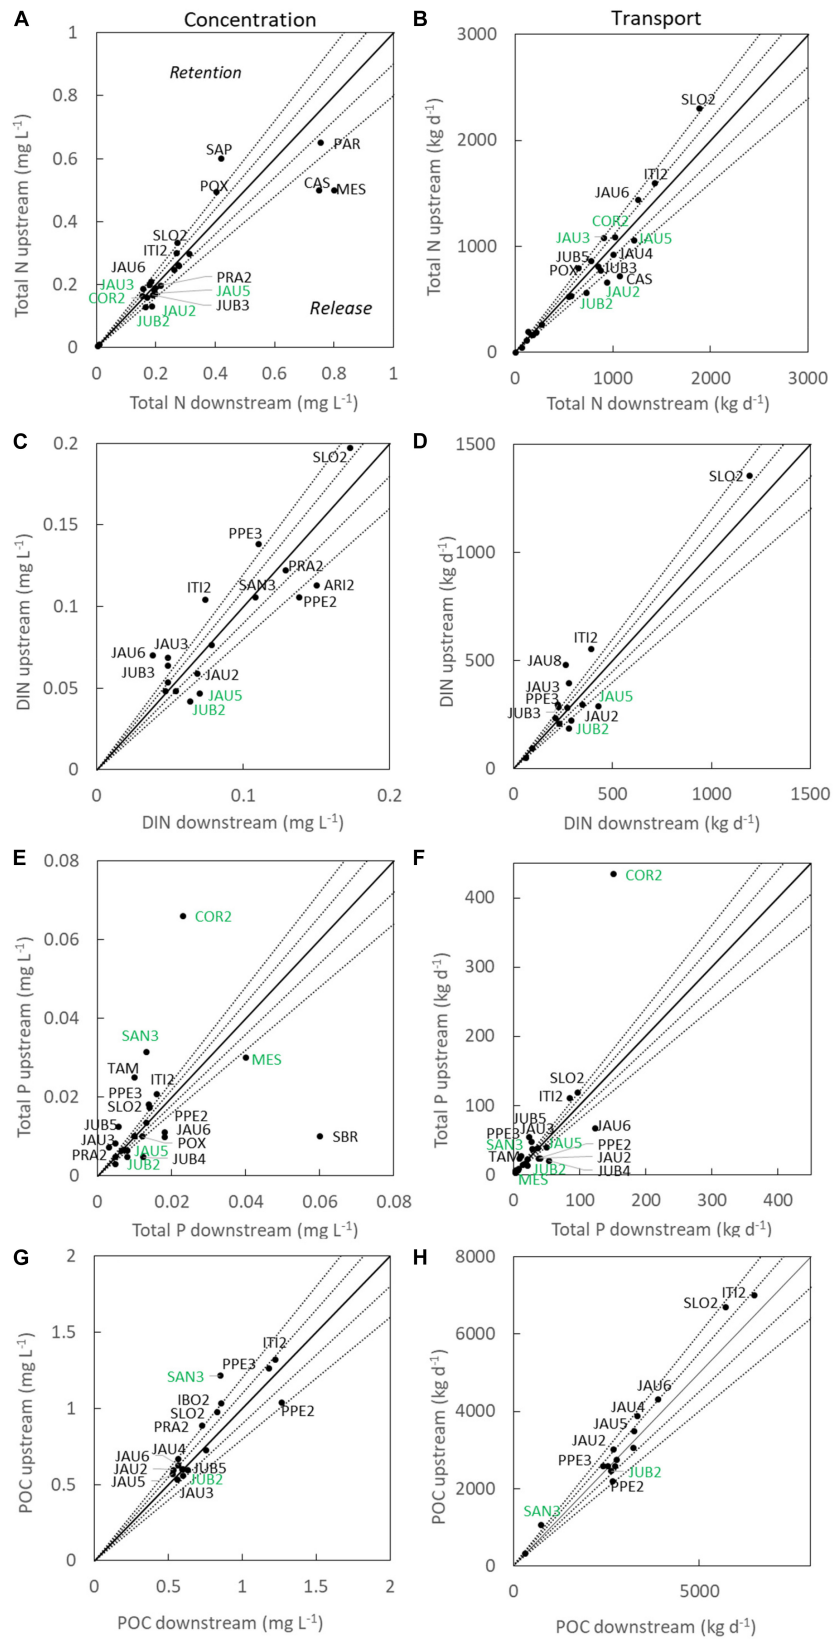 A Concentration
1
0.8
0.6
0.4
0.2
0
Total N upstream (mg L-1)
Retention
SAP
PAR
POX
CAS
MES
SLO2
ITI2
JAU6
PRA2
JAU3
JAU5
COR2
JUB3
Release
JAU2
JUB2
0 0.2 0.4 0.6 0.8 1
Total N downstream (mg L-1)
B Transport
3000
2000
1000
0
Total N upstream (kg d-1)
SLO2
ITI2
JAU6
COR2
JAU3
JAU5
JUB5
JAU4
POX
JUB3
CAS
JAU2
JUB2
0 1000 2000 3000
Total N downstream (kg d-1)
C
0.2
0.15
0.1
0.05
0
DIN upstream (mg L-1)
SLO2
PPE3
PRA2
ITI2
SAN3
ARI2
PPE2
JAU6
JAU3
JUB3
JAU2
JAU5
JUB2
0 0.1 0.2
DIN downstream (mg L-1)
D
1500
1000
500
0
DIN upstream (kg d-1)
SLO2
ITI2
JAU8
JAU3
PPE3
JAU5
JUB3
JAU2
JUB2
0 500 1000 1500
DIN downstream (kg d-1)
E
0.08
0.06
0.04
0.02
0
Total P upstream (mg L-1)
COR2
SAN3
MES
TAM
ITI2
PPE3
SLO2
PPE2
JUB5
JAU6
JAU3
POX
SBR
PRA2
JAU5
JUB2
JUB4
0 0.02 0.04 0.06 0.08
Total P downstream (mg L-1)
F
400
300
200
100
0
Total P upstream (kg d-1)
COR2
SLO2
ITI2
JUB5
JAU6
PPE3
JAU3
SAN3
JAU5
PPE2
TAM
JAU2
JUB2
JUB4
MES
0 100 200 300 400
Total P downstream (kg d-1)
G
2
1.5
1
0.5
0
POC upstream (mg L-1)
ITI2
PPE3
SAN3
IBO2
SLO2
PPE2
PRA2
JAU4
JAU6
JAU2
JUB5
JAU5
JUB2
JAU3
0 0.5 1 1.5 2
POC downstream (mg L-1)
H
8000
6000
4000
2000
0
POC upstream (kg d-1)
ITI2
SLO2
JAU6
JAU4
JAU5
JAU2
PPE3
JUB2
PPE2
SAN3
0 5000
POC downstream (kg d-1)